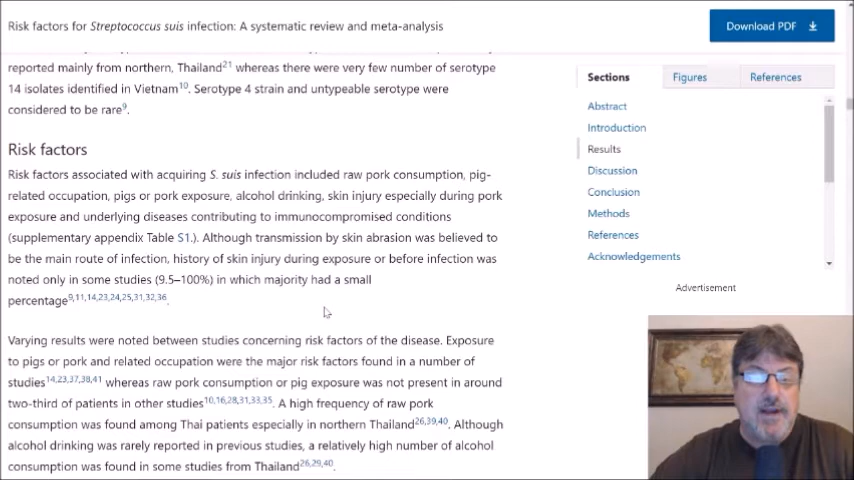 Risk factors for Streptococcus suis infection: A systematic review and meta-analysis
Download PDF
reported mainly from northern, Thailand21 whereas there were very few number of serotype
14 isolates identified in Vietnam10. Serotype 4 strain and untypeable serotype were
considered to be rare9.
Risk factors
Risk factors associated with acquiring S. suis infection included raw pork consumption, pig-
related occupation, pigs or pork exposure, alcohol drinking, skin injury especially during pork
exposure and underlying diseases contributing to immunocompromised conditions
(supplementary appendix Table S1.). Although transmission by skin abrasion was believed to
be the main route of infection, history of skin injury during exposure or before infection was
noted only in some studies (9.5–100%) in which majority had a small
percentage9,11,14,23,24,25,31,32,36.
Varying results were noted between studies concerning risk factors of the disease. Exposure
to pigs or pork and related occupation were the major risk factors found in a number of
studies14,23,37,38,41 whereas raw pork consumption or pig exposure was not present in around
two-third of patients in other studies10,16,28,31,33,35. A high frequency of raw pork
consumption was found among Thai patients especially in northern Thailand26,39,40. Although
alcohol drinking was rarely reported in previous studies, a relatively high number of alcohol
consumption was found in some studies from Thailand26,29,40.
Sections
Figures
References
Abstract
Introduction
Results
Discussion
Conclusion
Methods
References
Acknowledgements
Advertisement